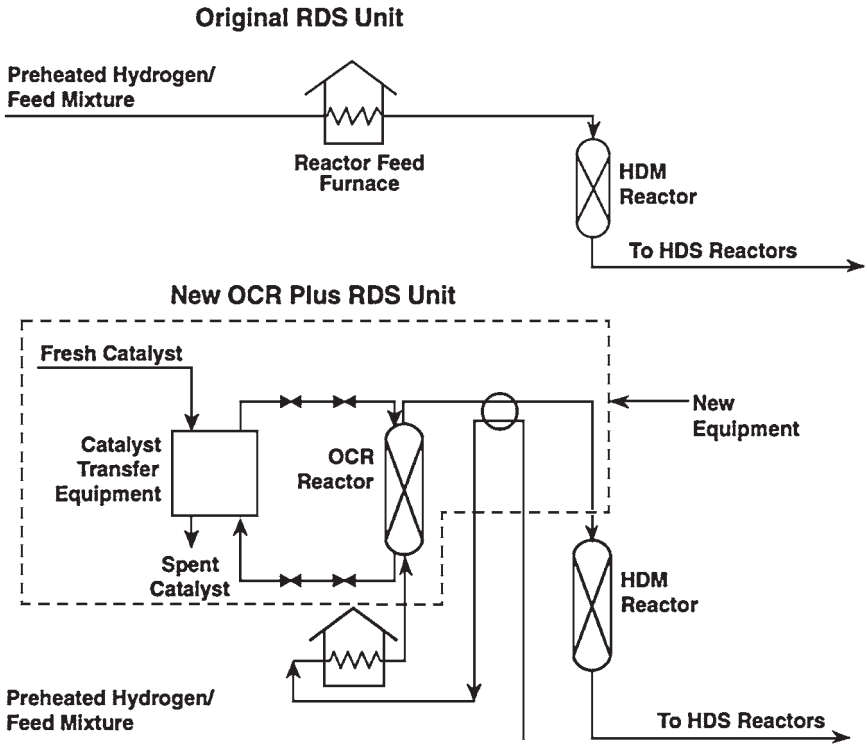 Original RDS Unit
Preheated Hydrogen/
Feed Mixture
Reactor Feed
Furnace
HDM
Reactor
To HDS Reactors
New OCR Plus RDS Unit
Fresh Catalyst
Catalyst
Transfer
Equipment
OCR
Reactor
New
Equipment
Spent
Catalyst
HDM
Reactor
Preheated Hydrogen/
Feed Mixture
To HDS Reactors